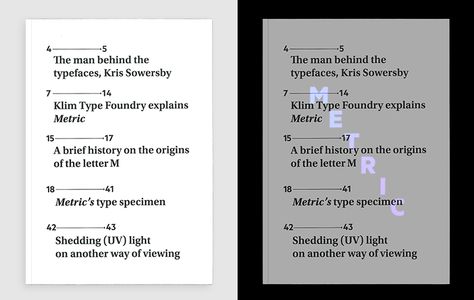 4 5
The man behind the
typefaces, Kris Sowersby
7 14
Klim Type Foundry explains
Metric
15 17
A brief history on the origins
of the letter M
18 41
Metric's type specimen
42 43
Shedding (UV) light
on another way of viewing
4 5
The man behind the
typefaces, Kris Sowersby
7 14
Klim Type Foundry explains
Metric
15 17
A brief history on the origins
of the letter M
18 41
Metric's type specimen
42 43
Shedding (UV) light
on another way of viewing
METRIC